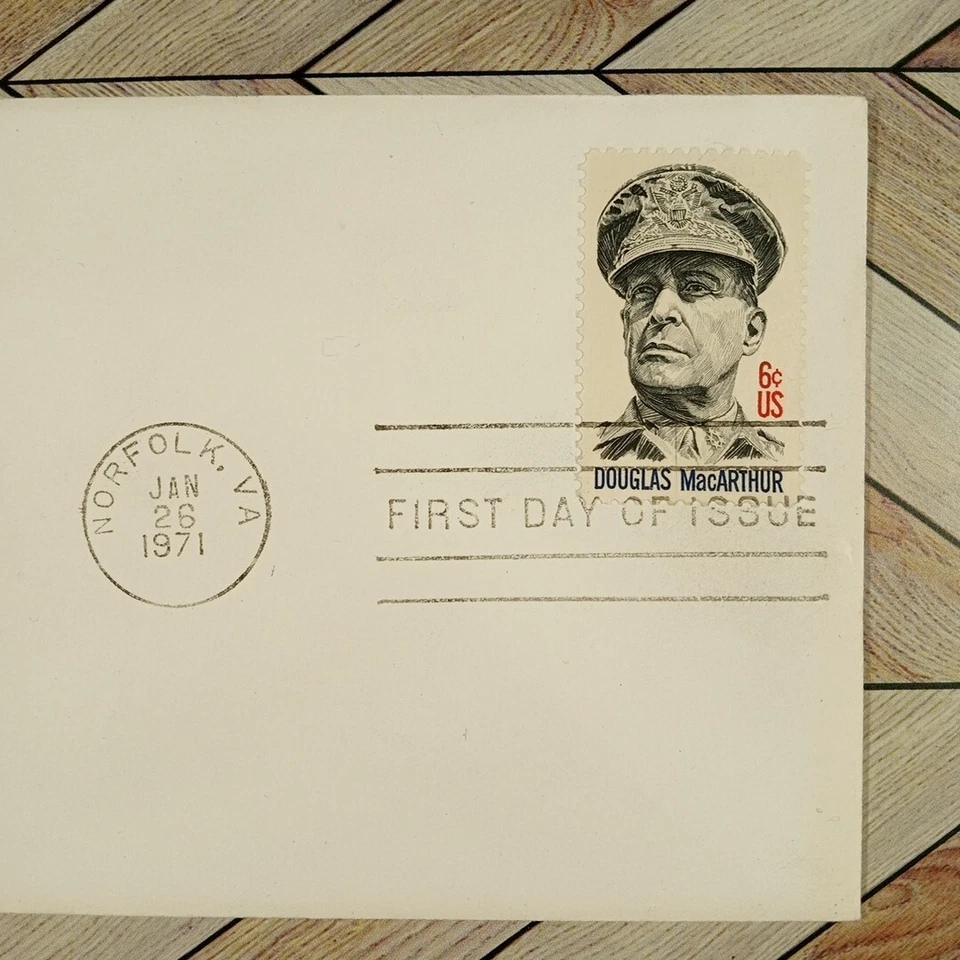 6¢
US
DOUGLAS MacARTHUR
NORFOLK, VA
JAN
26
1971
FIRST DAY OF ISSUE